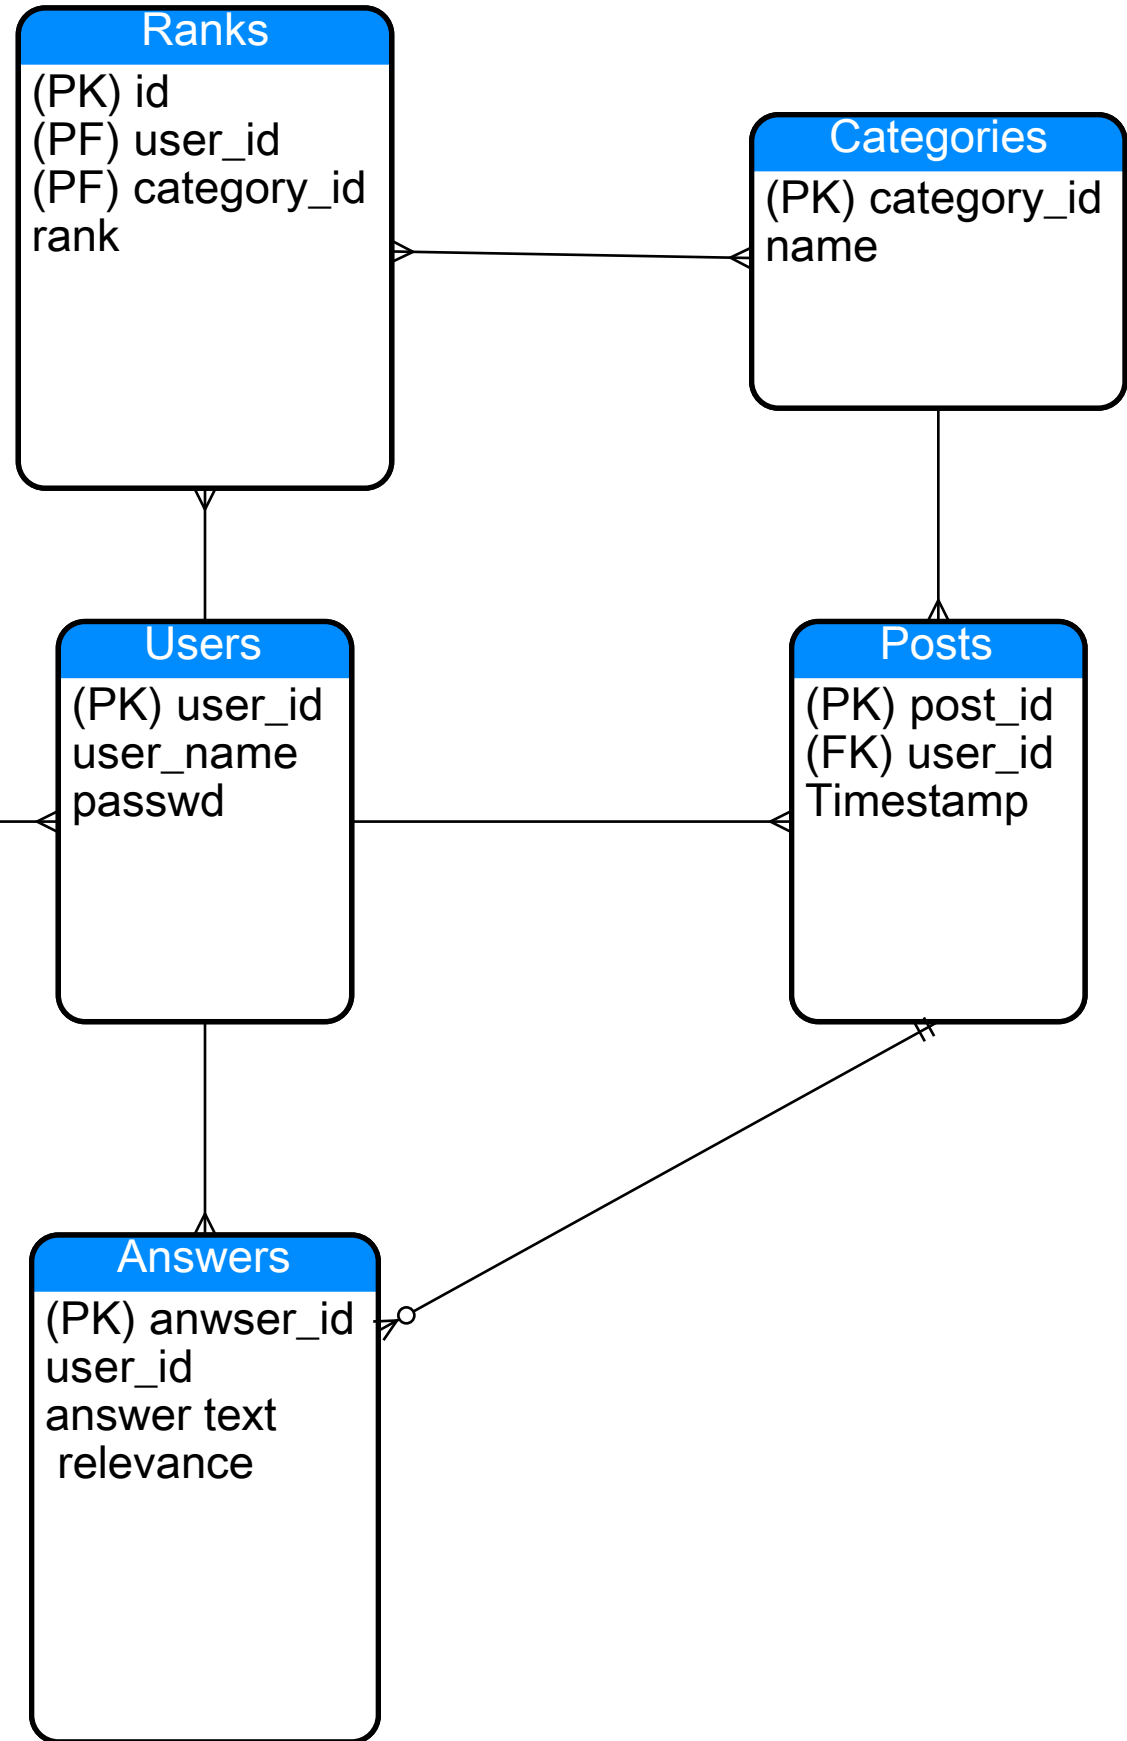 Ranks
(PK) id
(PF) user_id
(PF) category_id
rank
Categories
(PK) category_id
name
Users
(PK) user_id
user_name
passwd
Posts
(PK) post_id
(FK) user_id
Timestamp
Answers
(PK) anwser_id
user_id
answer text
relevance